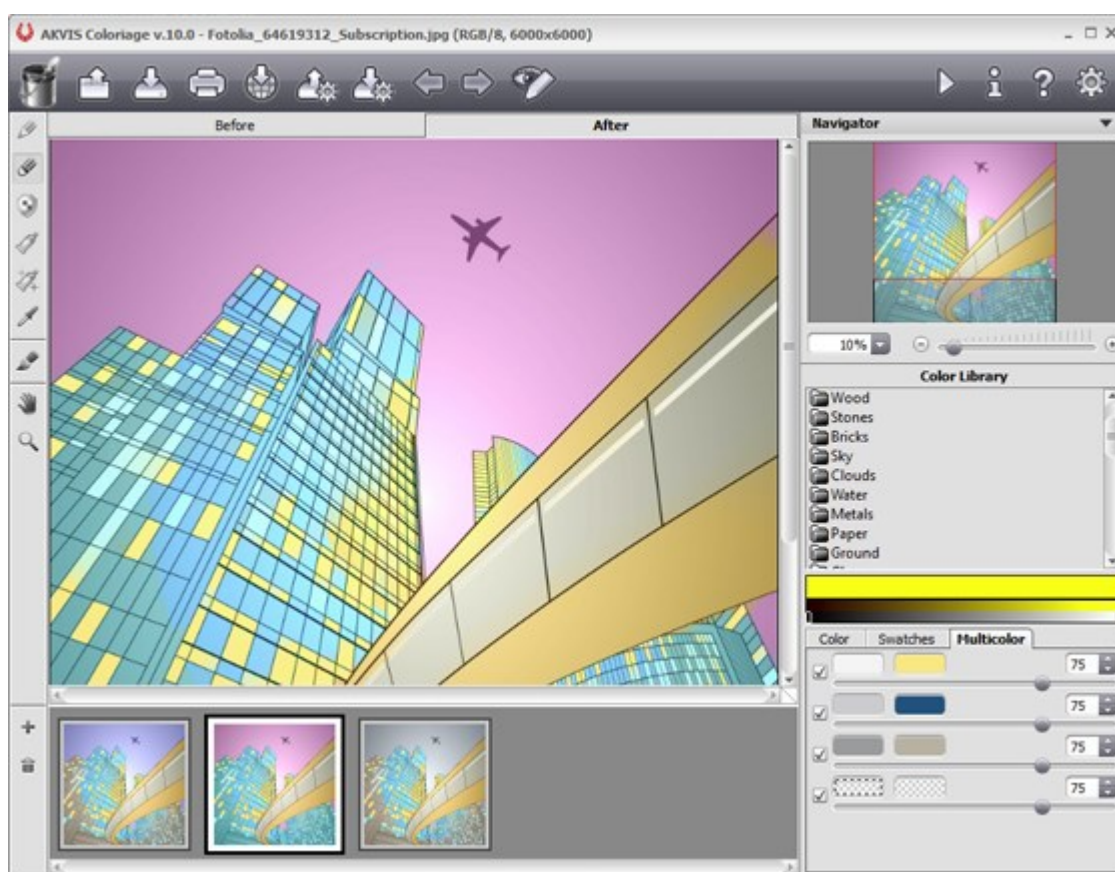 AKVIS Coloriage v.10.0 - Fotolia_64619312_Subscription.jpg (RGB/8, 6000x6000)
Before
After
Navigator
10%
Color Library
Wood
Stones
Bricks
Sky
Clouds
Water
Metals
Paper
Ground
Color
Swatches
Multicolor
75
75
75
75